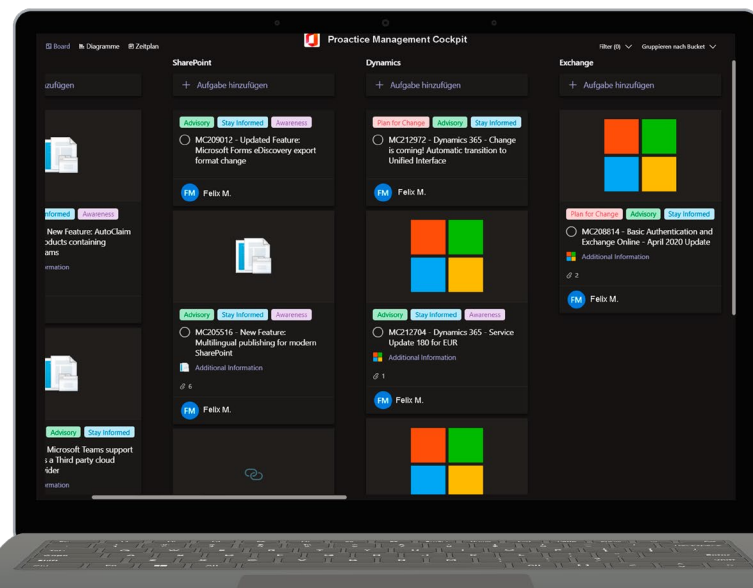 Proactice Management Cockpit
Board Diagramme Zeitplan
Filter (0) Gruppieren nach Bucket
zufügen
nformed Awareness
New Feature: AutoClaim
oducts containing
ams
rmation
Advisory Stay Informed
Microsoft Teams support
s a Third party cloud
vider
rmation
SharePoint
+ Aufgabe hinzufügen
Advisory Stay Informed Awareness
MC209012 - Updated Feature:
Microsoft Forms eDiscovery export
format change
FM Felix M.
Advisory Stay Informed Awareness
MC205516 - New Feature:
Multilingual publishing for modern
SharePoint
Additional Information
6
FM Felix M.
Dynamics
+ Aufgabe hinzufügen
Plan for Change Advisory Stay Informed
MC212972 - Dynamics 365 - Change
is coming! Automatic transition to
Unified Interface
FM Felix M.
Advisory Stay Informed Awareness
MC212704 - Dynamics 365 - Service
Update 180 for EUR
Additional Information
1
FM Felix M.
Exchange
+ Aufgabe hinzufügen
Plan for Change Advisory Stay Informed
MC208814 - Basic Authentication and
Exchange Online - April 2020 Update
Additional Information
2
FM Felix M.